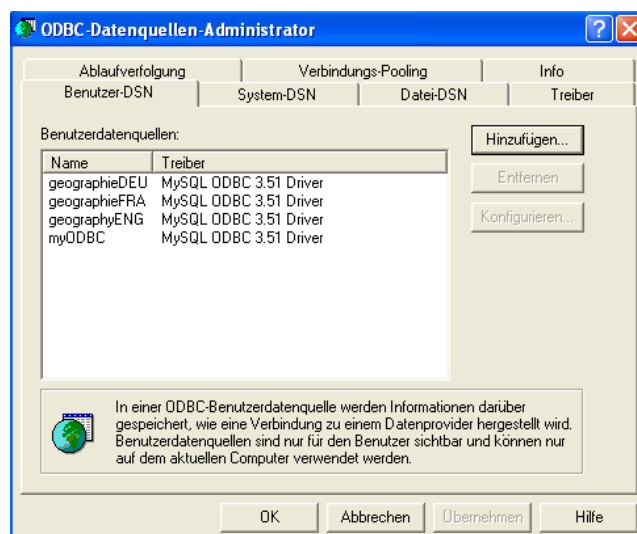 ODBC-Datenquellen-Administrator
Ablaufverfolgung Verbindungs-Pooling Info
Benutzer-DSN System-DSN Datei-DSN Treiber
Benutzerdatenquellen:
Hinzufügen...
Name Treiber
geographieDEU MySQL ODBC 3.51 Driver
Entfernen
geographieFRA MySQL ODBC 3.51 Driver
geographyENG MySQL ODBC 3.51 Driver
Konfigurieren...
myODBC MySQL ODBC 3.51 Driver
In einer ODBC-Benutzerdatenquelle werden Informationen darüber
gespeichert, wie eine Verbindung zu einem Datenprovider hergestellt wird.
Benutzerdatenquellen sind nur für den Benutzer sichtbar und können nur
auf dem aktuellen Computer verwendet werden.
OK Abbrechen Übernehmen Hilfe